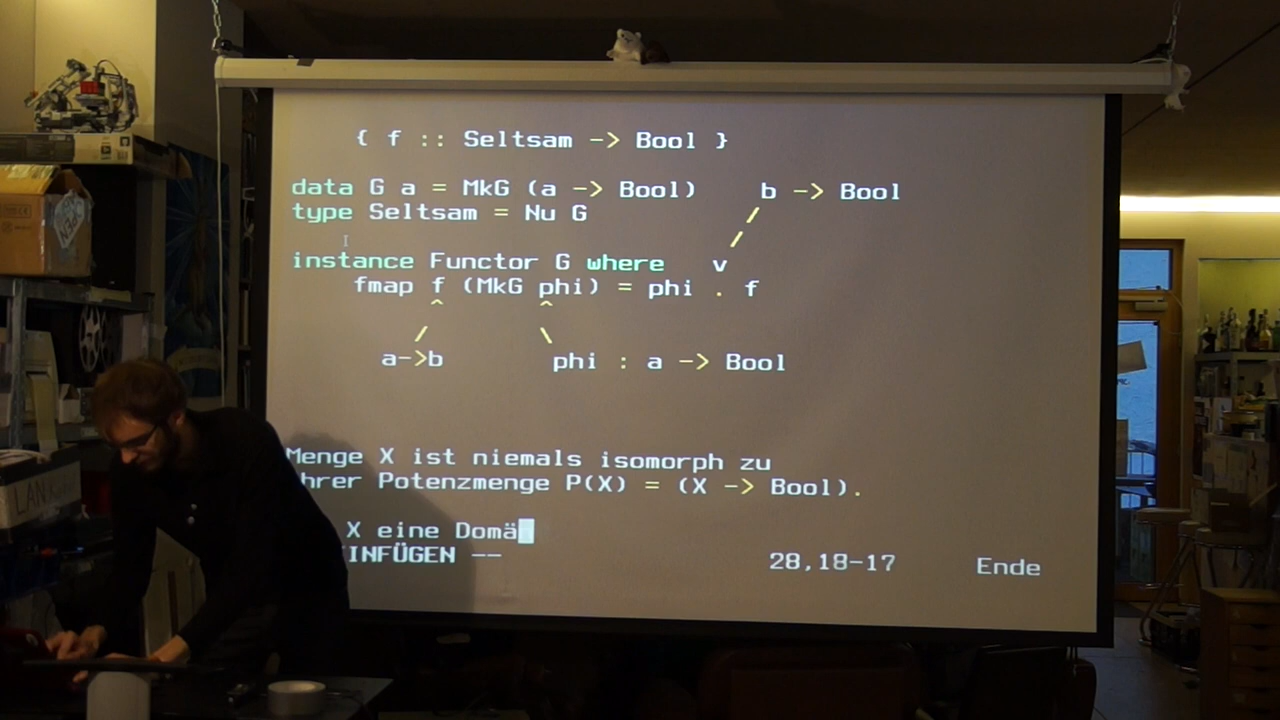 { f :: Seltsam -> Bool }
data G a = MkG (a -> Bool) b -> Bool
type Seltsam = Nu G
/
/
instance Functor G where v
fmap f (MkG phi) = phi . f
^ ^
/ \
a->b phi : a -> Bool
Menge X ist niemals isomorph zu
hrer Potenzmenge P(X) = (X -> Bool).
X eine Domä
INFÜGEN -- 28,18-17 Ende
LAN